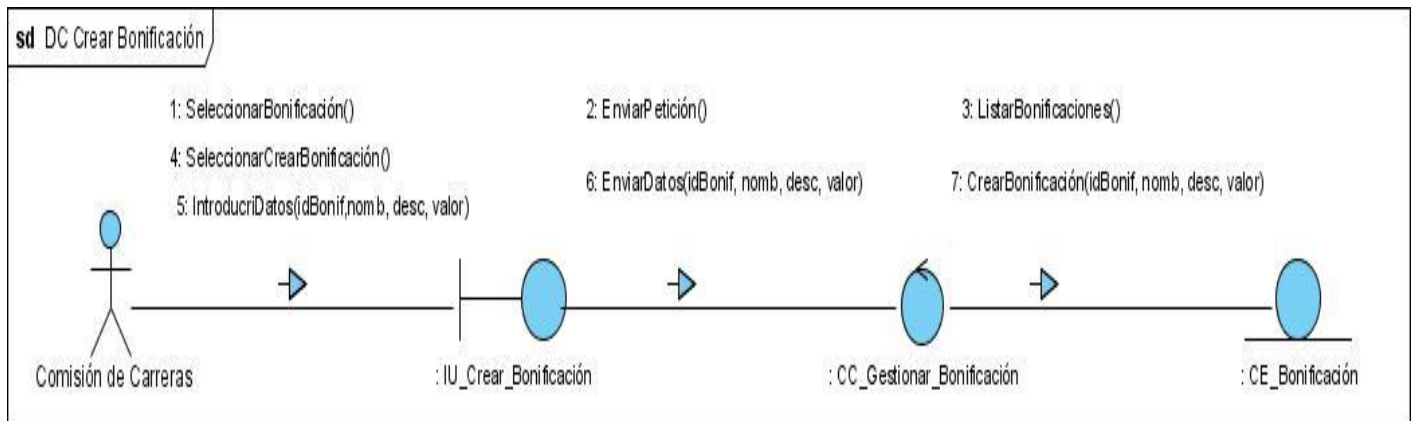 sd DC Crear Bonificación
1: SeleccionarBonificación()
2: EnviarPetición()
3: ListarBonificaciones()
4: SeleccionarCrearBonificación()
6: EnviarDatos(idBonif, nomb, desc, valor)
7: CrearBonificación(idBonif, nomb, desc, valor)
5: IntroducriDatos(idBonif,nomb, desc, valor)
Comisión de Carreras
: IU_Crear_Bonificación
: CC_Gestionar_Bonificación
: CE_Bonificación